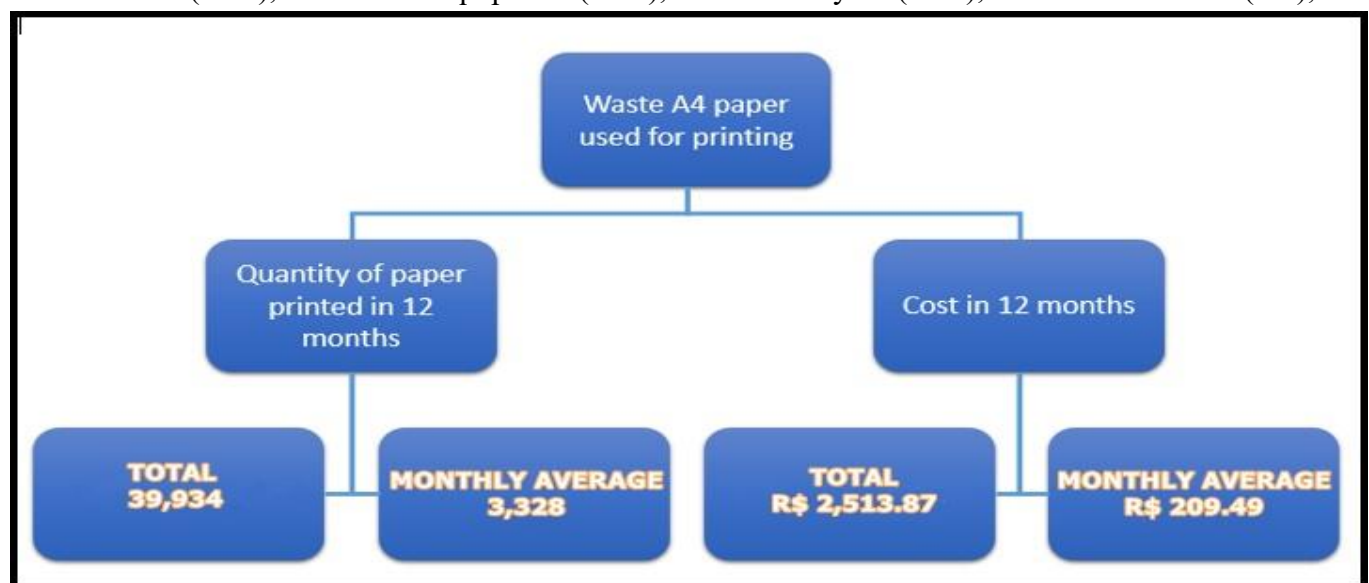 Waste A4 paper
used for printing
Quantity of paper
printed in 12
months
Cost in 12 months
TOTAL
39,934
MONTHLY AVERAGE
3,328
TOTAL
R$ 2,513.87
MONTHLY AVERAGE
R$ 209.49